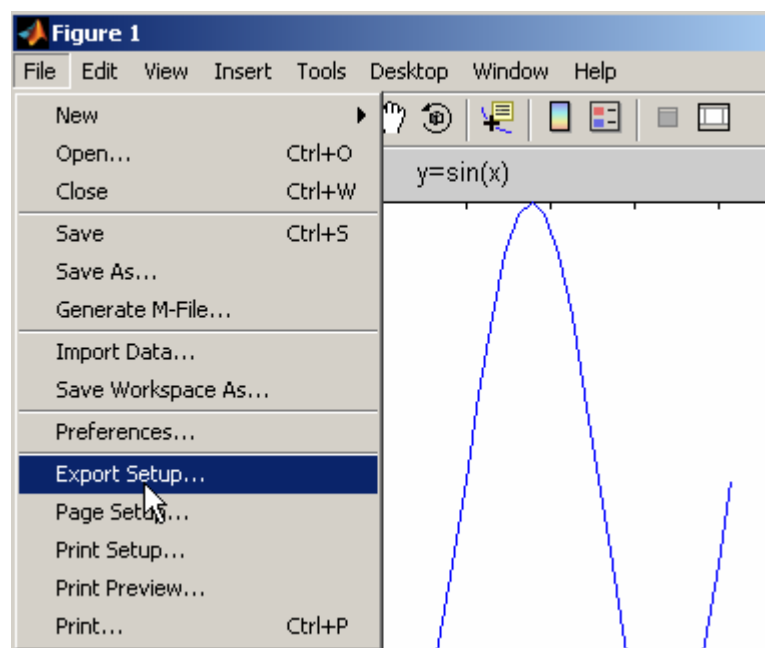 Figure 1
File Edit View Insert Tools Desktop Window Help
New
Open... Ctrl+O
Close Ctrl+W
Save Ctrl+S
Save As...
Generate M-File...
Import Data...
Save Workspace As...
Preferences...
Export Setup...
Page Setup...
Print Setup...
Print Preview...
Print... Ctrl+P
y=sin(x)